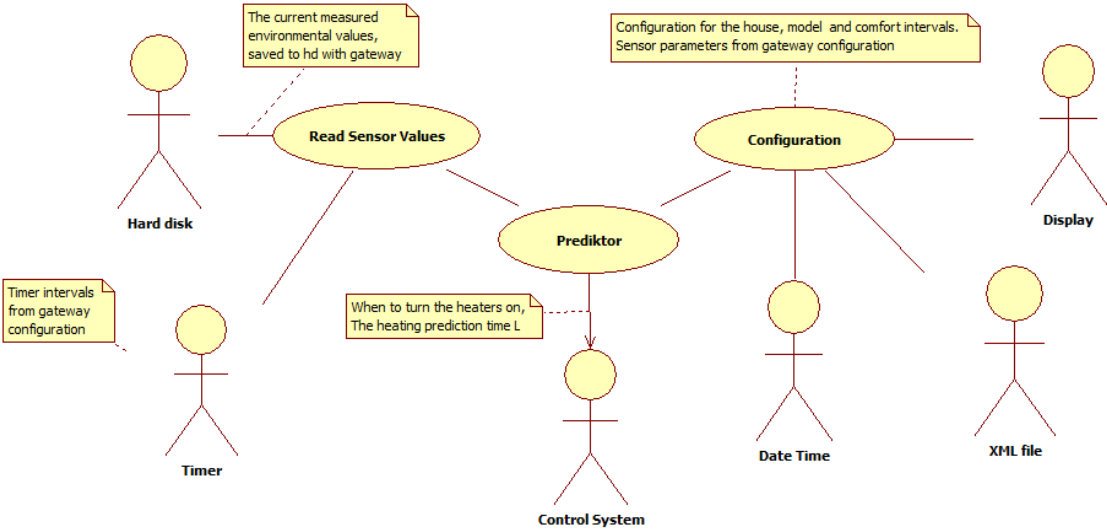 The current measured
environmental values,
saved to hd with gateway
Configuration for the house, model and comfort intervals.
Sensor parameters from gateway configuration
Read Sensor Values
Configuration
Hard disk
Display
Prediktor
Timer intervals
from gateway
configuration
When to turn the heaters on,
The heating prediction time L
Timer
Date Time
XML file
Control System